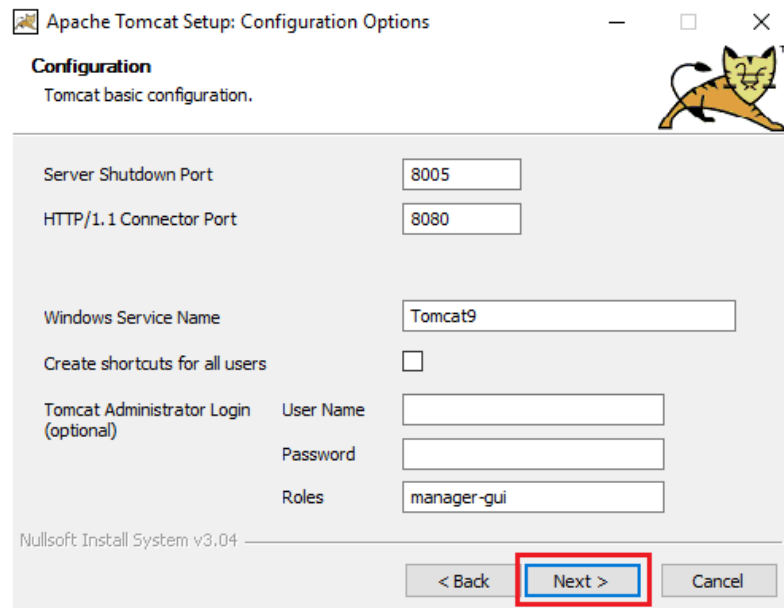 Apache Tomcat Setup: Configuration Options
Configuration
Tomcat basic configuration.
Server Shutdown Port 8005
HTTP/1.1 Connector Port 8080
Windows Service Name Tomcat9
Create shortcuts for all users
Tomcat Administrator Login User Name
(optional)
Password
Roles manager-gui
Nullsoft Install System v3.04
< Back Next > Cancel